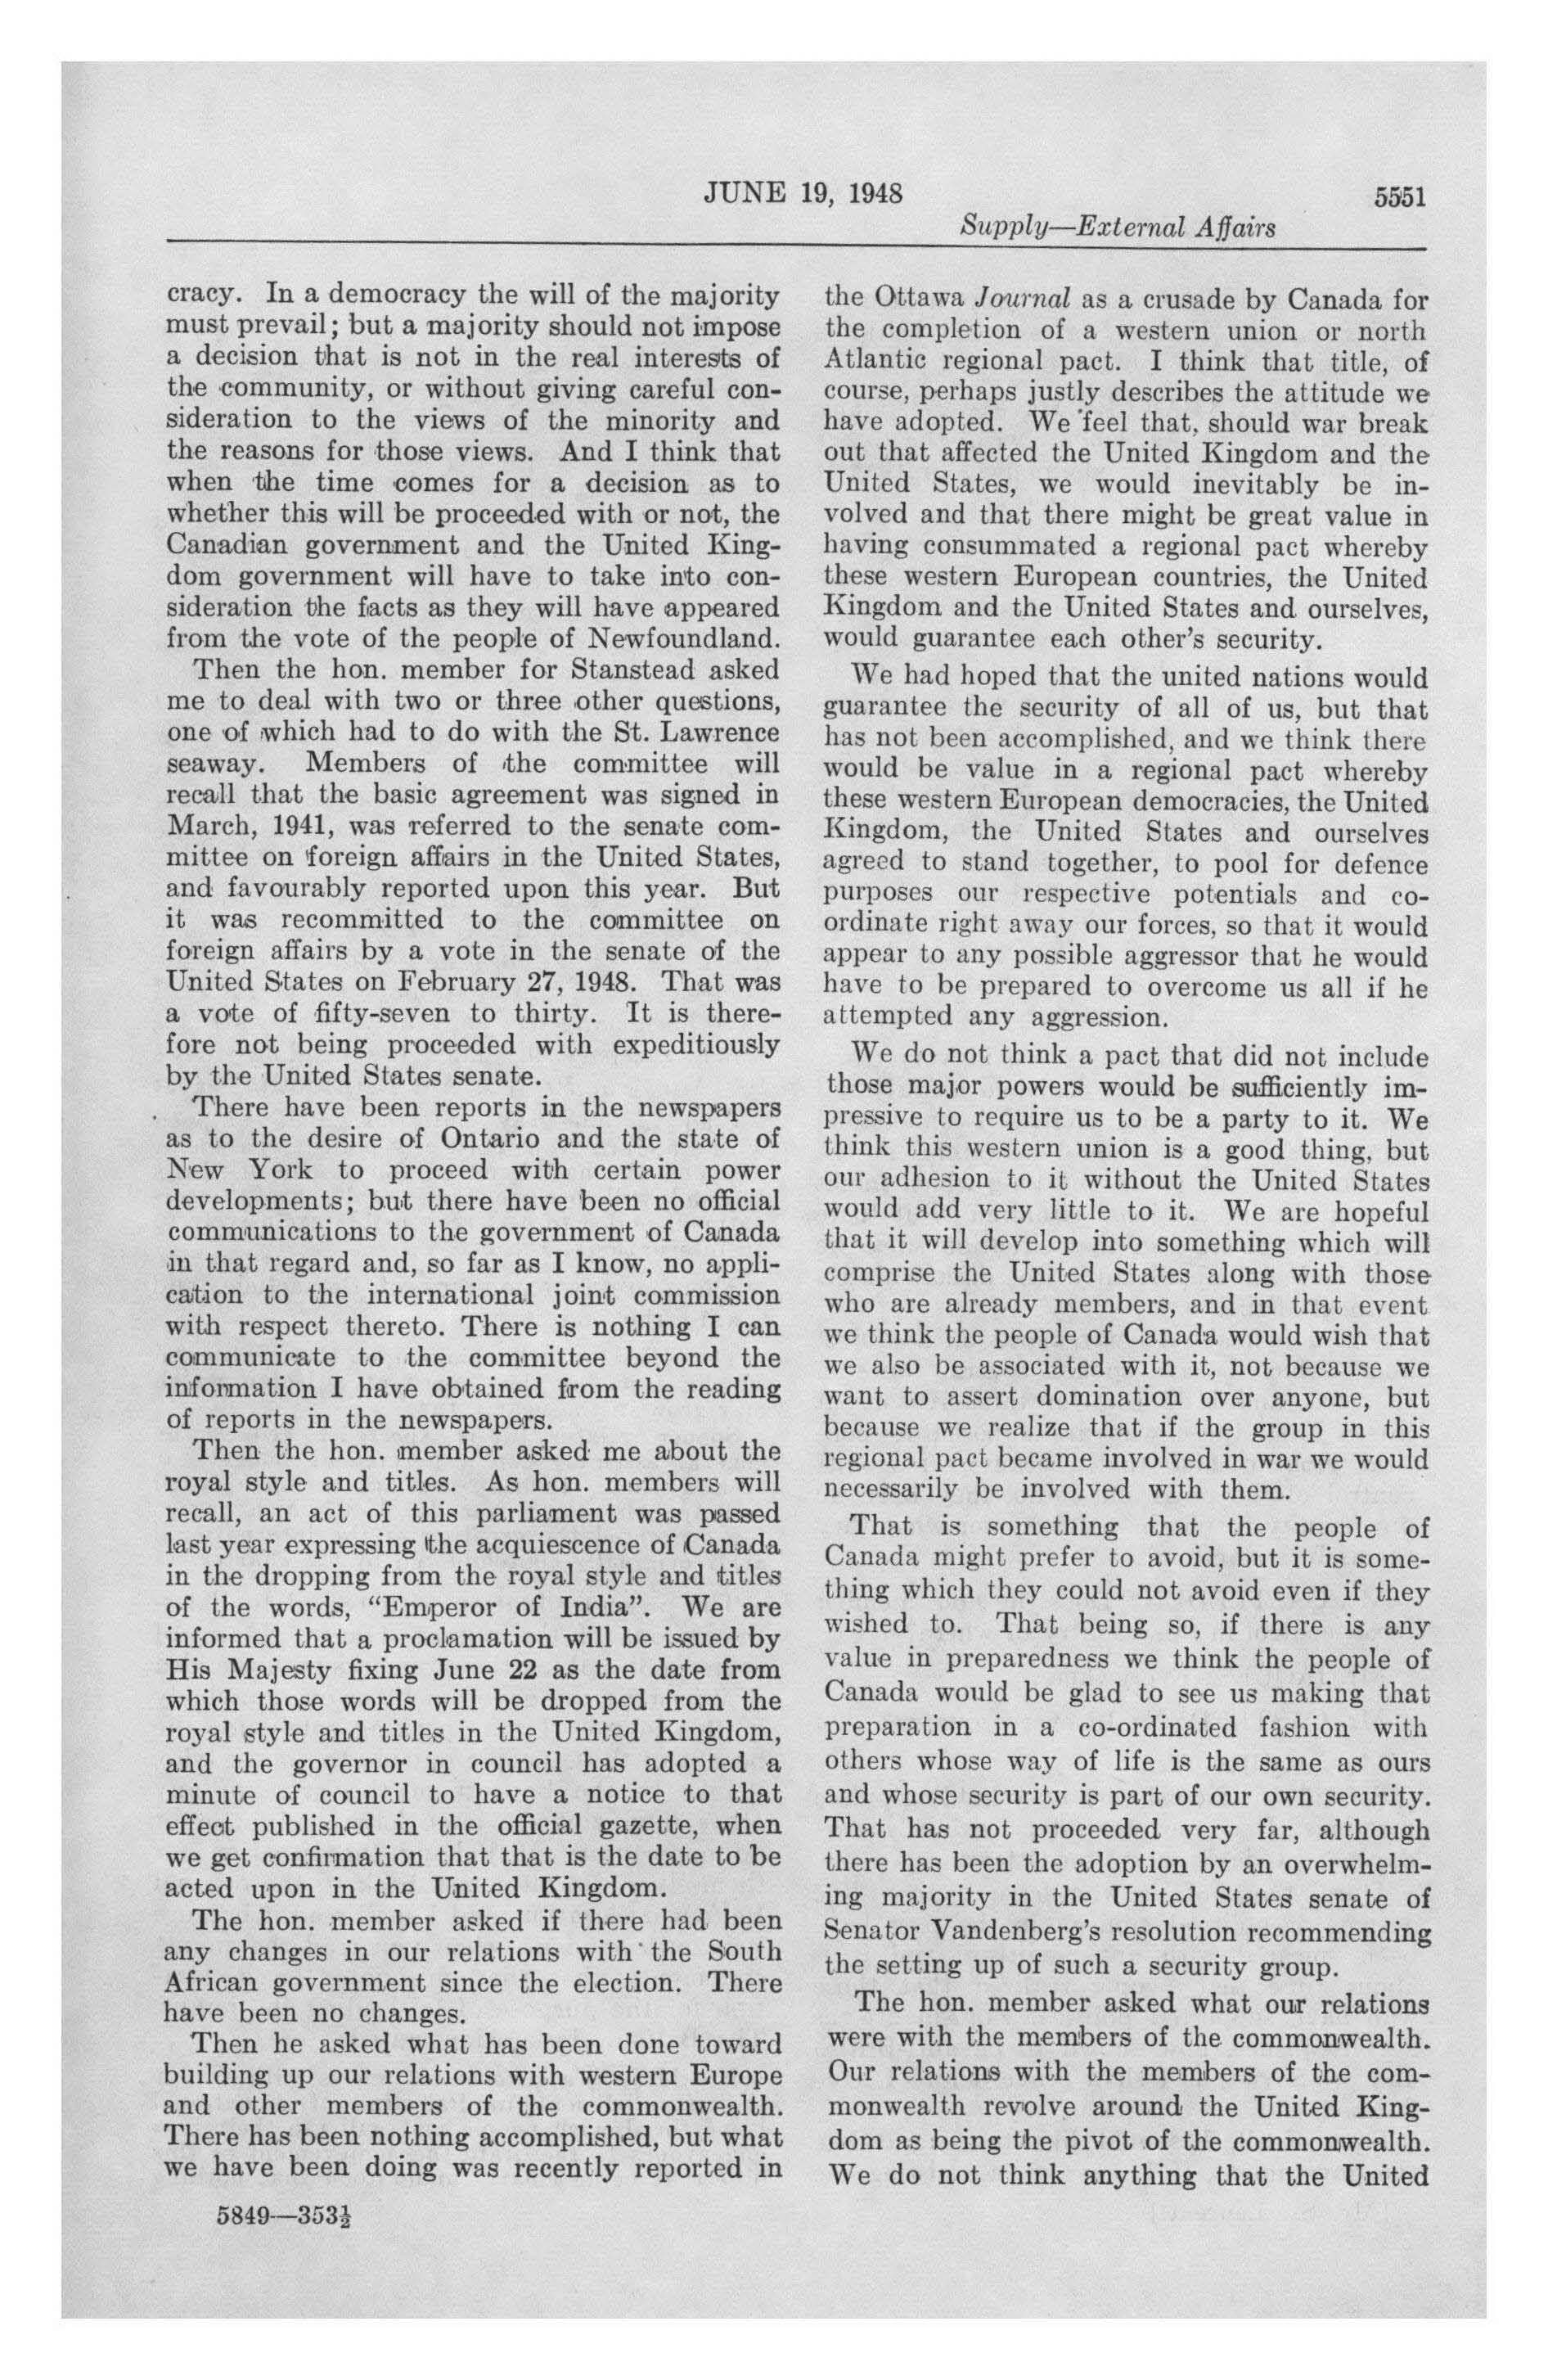 JUNE 19, 1948
5551
Supply—External Affairs
cracy. In a democracy the will of the majority
must prevail; but a majority should not impose
a decision that is not in the real interests of
the community, or without giving careful con-
sideration to the views of the minority and
the reasons for those views. And I think that
when the time comes for a decision as to
whether this will be proceeded with or not, the
Canadian government and the United King-
dom government will have to take into con-
sideration the facts as they will have appeared
from the vote of the people of Newfoundland.
Then the hon. member for Stanstead asked
me to deal with two or three other questions,
one of which had to do with the St. Lawrence
seaway. Members of the committee will
recall that the basic agreement was signed in
March, 1941, was referred to the senate com-
mittee on foreign affairs in the United States,
and favourably reported upon this year. But
it was recommitted to the committee on
foreign affairs by a vote in the senate of the
United States on February 27, 1948. That was
a vote of fifty-seven to thirty. It is there-
fore not being proceeded with expeditiously
by the United States senate.
There have been reports in the newspapers
as to the desire of Ontario and the state of
New York to proceed with certain power
developments; but there have been no official
communications to the government of Canada
in that regard and, so far as I know, no appli-
cation to the international joint commission
with respect thereto. There is nothing I can
communicate to the committee beyond the
information I have obtained from the reading
of reports in the newspapers.
Then the hon. member asked me about the
royal style and titles. As hon. members will
recall, an act of this parliament was passed
last year expressing the acquiescence of Canada
in the dropping from the royal style and titles
of the words, “Emperor of India”. We are
informed that a proclamation will be issued by
His Majesty fixing June 22 as the date from
which those words will be dropped from the
royal style and titles in the United Kingdom,
and the governor in council has adopted a
minute of council to have a notice to that
effect published in the official gazette, when
we get confirmation that that is the date to be
acted upon in the United Kingdom.
The hon. member asked if there had been
any changes in our relations with the South
African government since the election. There
have been no changes.
Then he asked what has been done toward
building up our relations with western Europe
and other members of the commonwealth.
There has been nothing accomplished, but what
we have been doing was recently reported in
5849—353½
the Ottawa Journal as a crusade by Canada for
the completion of a western union or north
Atlantic regional pact. I think that title, of
course, perhaps justly describes the attitude we
have adopted. We feel that, should war break
out that affected the United Kingdom and the
United States, we would inevitably be in-
volved and that there might be great value in
having consummated a regional pact whereby
these western European countries, the United
Kingdom and the United States and ourselves,
would guarantee each other's security.
We had hoped that the united nations would
guarantee the security of all of us, but that
has not been accomplished, and we think there
would be value in a regional pact whereby
these western European democracies, the United
Kingdom, the United States and ourselves
agreed to stand together, to pool for defence
purposes our respective potentials and co-
ordinate right away our forces, so that it would
appear to any possible aggressor that he would
have to be prepared to overcome us all if he
attempted any aggression.
We do not think a pact that did not include
those major powers would be sufficiently im-
pressive to require us to be a party to it. We
think this western union is a good thing, but
our adhesion to it without the United States
would add very little to it. We are hopeful
that it will develop into something which will
comprise the United States along with those
who are already members, and in that event
we think the people of Canada would wish that
we also be associated with it, not because we
want to assert domination over anyone, but
because we realize that if the group in this
regional pact became involved in war we would
necessarily be involved with them.
That is something that the people of
Canada might prefer to avoid, but it is some-
thing which they could not avoid even if they
wished to. That being so, if there is any
value in preparedness we think the people of
Canada would be glad to see us making that
preparation in a co-ordinated fashion with
others whose way of life is the same as ours
and whose security is part of our own security.
That has not proceeded very far, although
there has been the adoption by an overwhelm-
ing majority in the United States senate of
Senator Vandenberg's resolution recommending
the setting up of such a security group.
The hon. member asked what our relations
were with the members of the commonwealth.
Our relations with the members of the com-
monwealth revolve around the United King-
dom as being the pivot of the commonwealth.
We do not think anything that the United